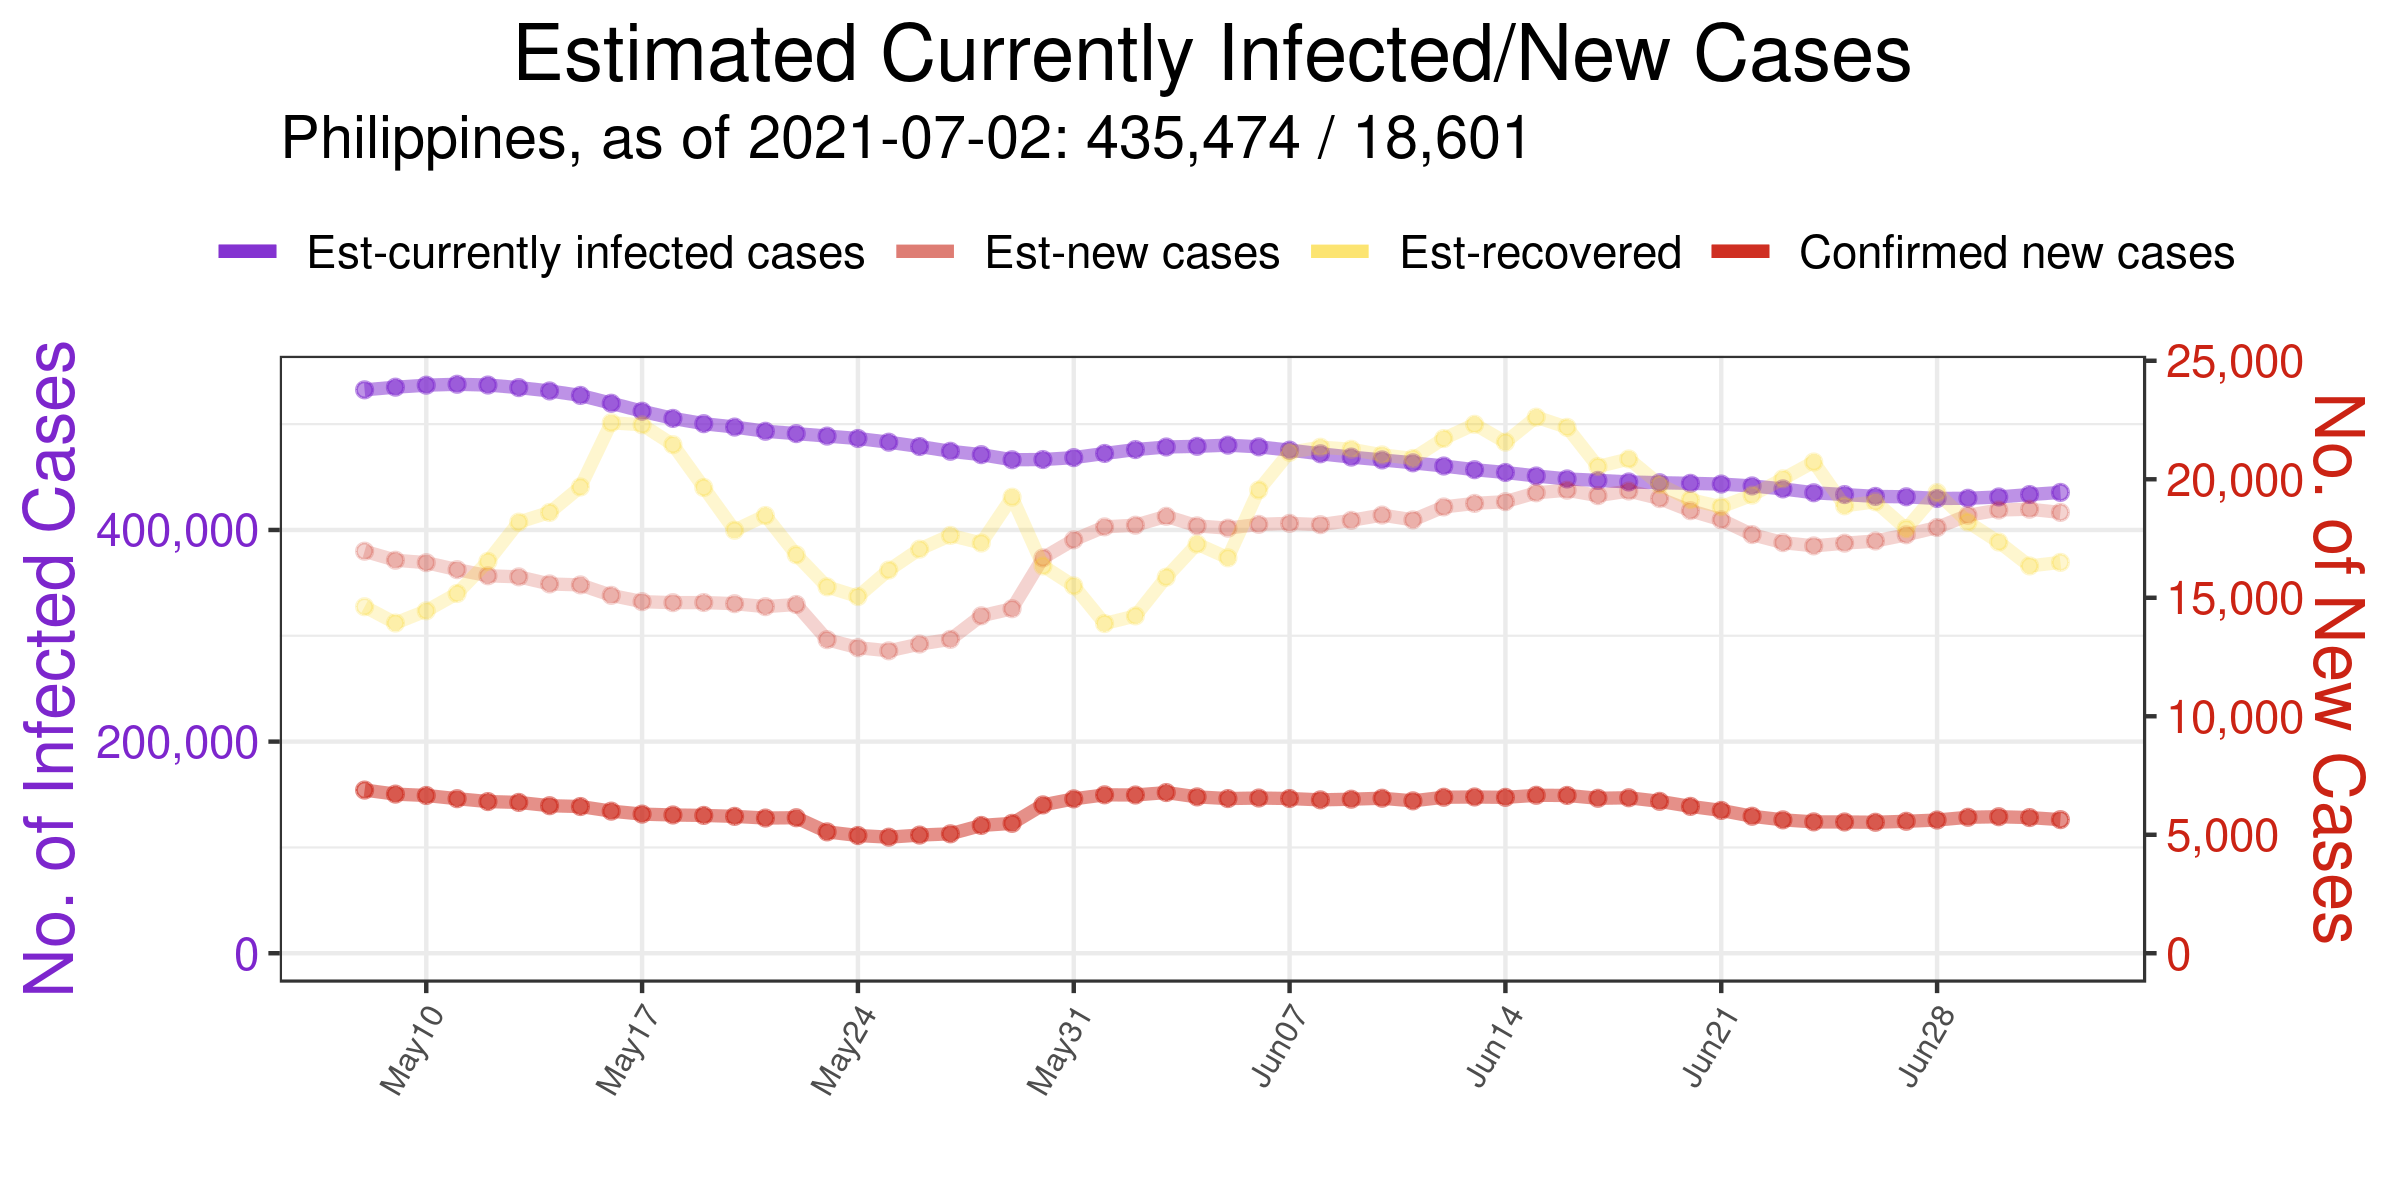 Estimated Currently Infected/New Cases
Philippines, as of 2021-07-02: 435,474 / 18,601
Est-currently infected cases Est-new cases Est-recovered Confirmed new cases
No. of Infected Cases
400,000
200,000
0
25,000
20,000
15,000
10,000
5,000
0
No. of New Cases
May10 May17 May24 May31 Jun07 Jun14 Jun21 Jun28